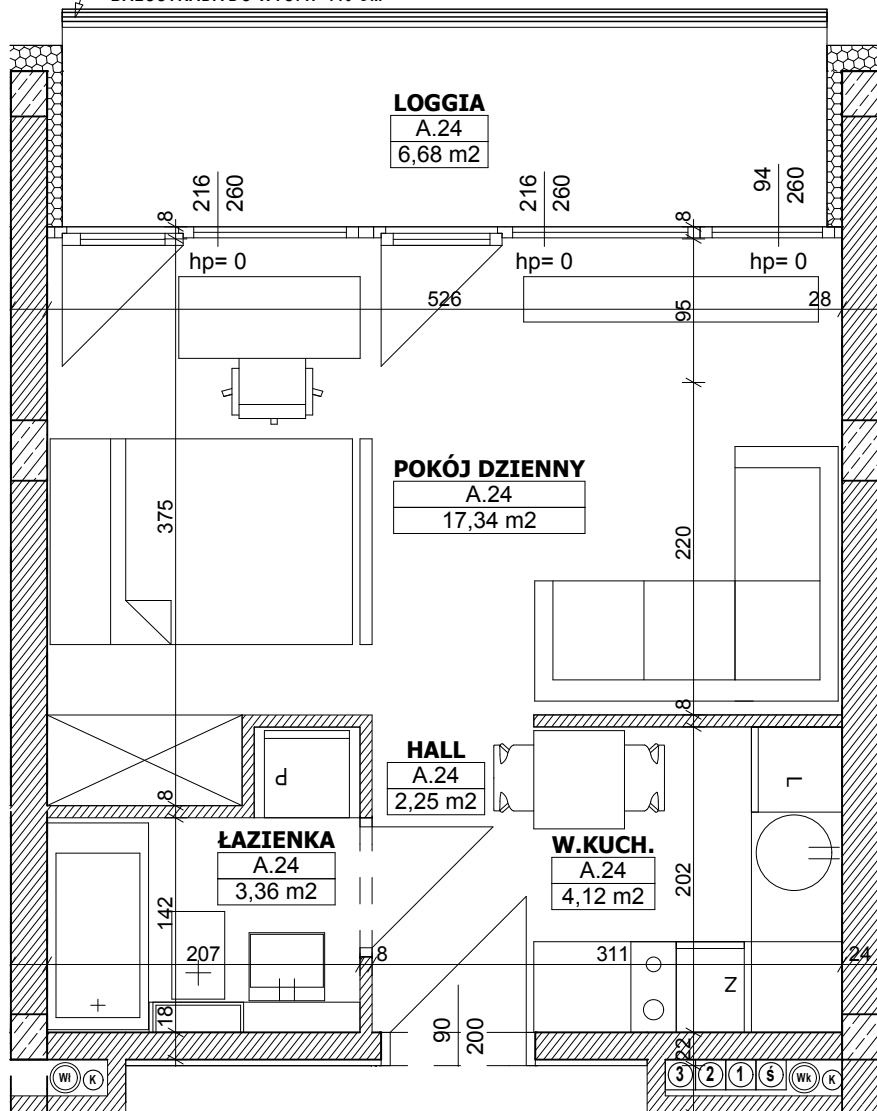 LOGGIA
A.24
6,68 m2
216
260
216
260
94
260
8
8
hp= 0
hp= 0
hp= 0
526
95
28
POKÓJ DZIENNY
A.24
17,34 m2
375
220
8
HALL
A.24
2,25 m2
P
L
8
ŁAZIENKA
A.24
3,36 m2
W.KUCH.
A.24
4,12 m2
142
202
207
8
311
24
Z
18
90
200
22
Wł
K
3
2
1
Ś
Wk
K